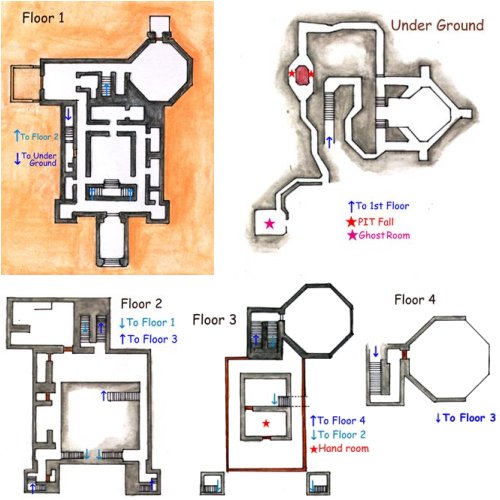 Floor 1
↑To Floor 2
↓To Under
Ground
Under Ground
↑To 1st Floor
★PIT Fall
★Ghost Room
Floor 2
↓To Floor 1
↑To Floor 3
Floor 3
↑To Floor 4
↓To Floor 2
★Hand room
Floor 4
↓To Floor 3